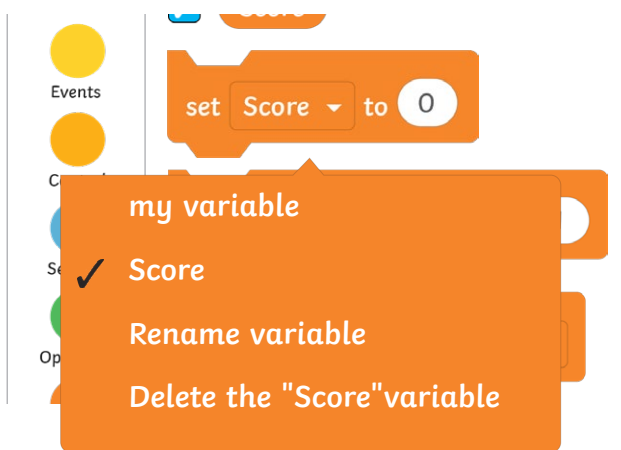 Events
set Score to 0
my variable
✓ Score
Rename variable
Delete the "Score"variable